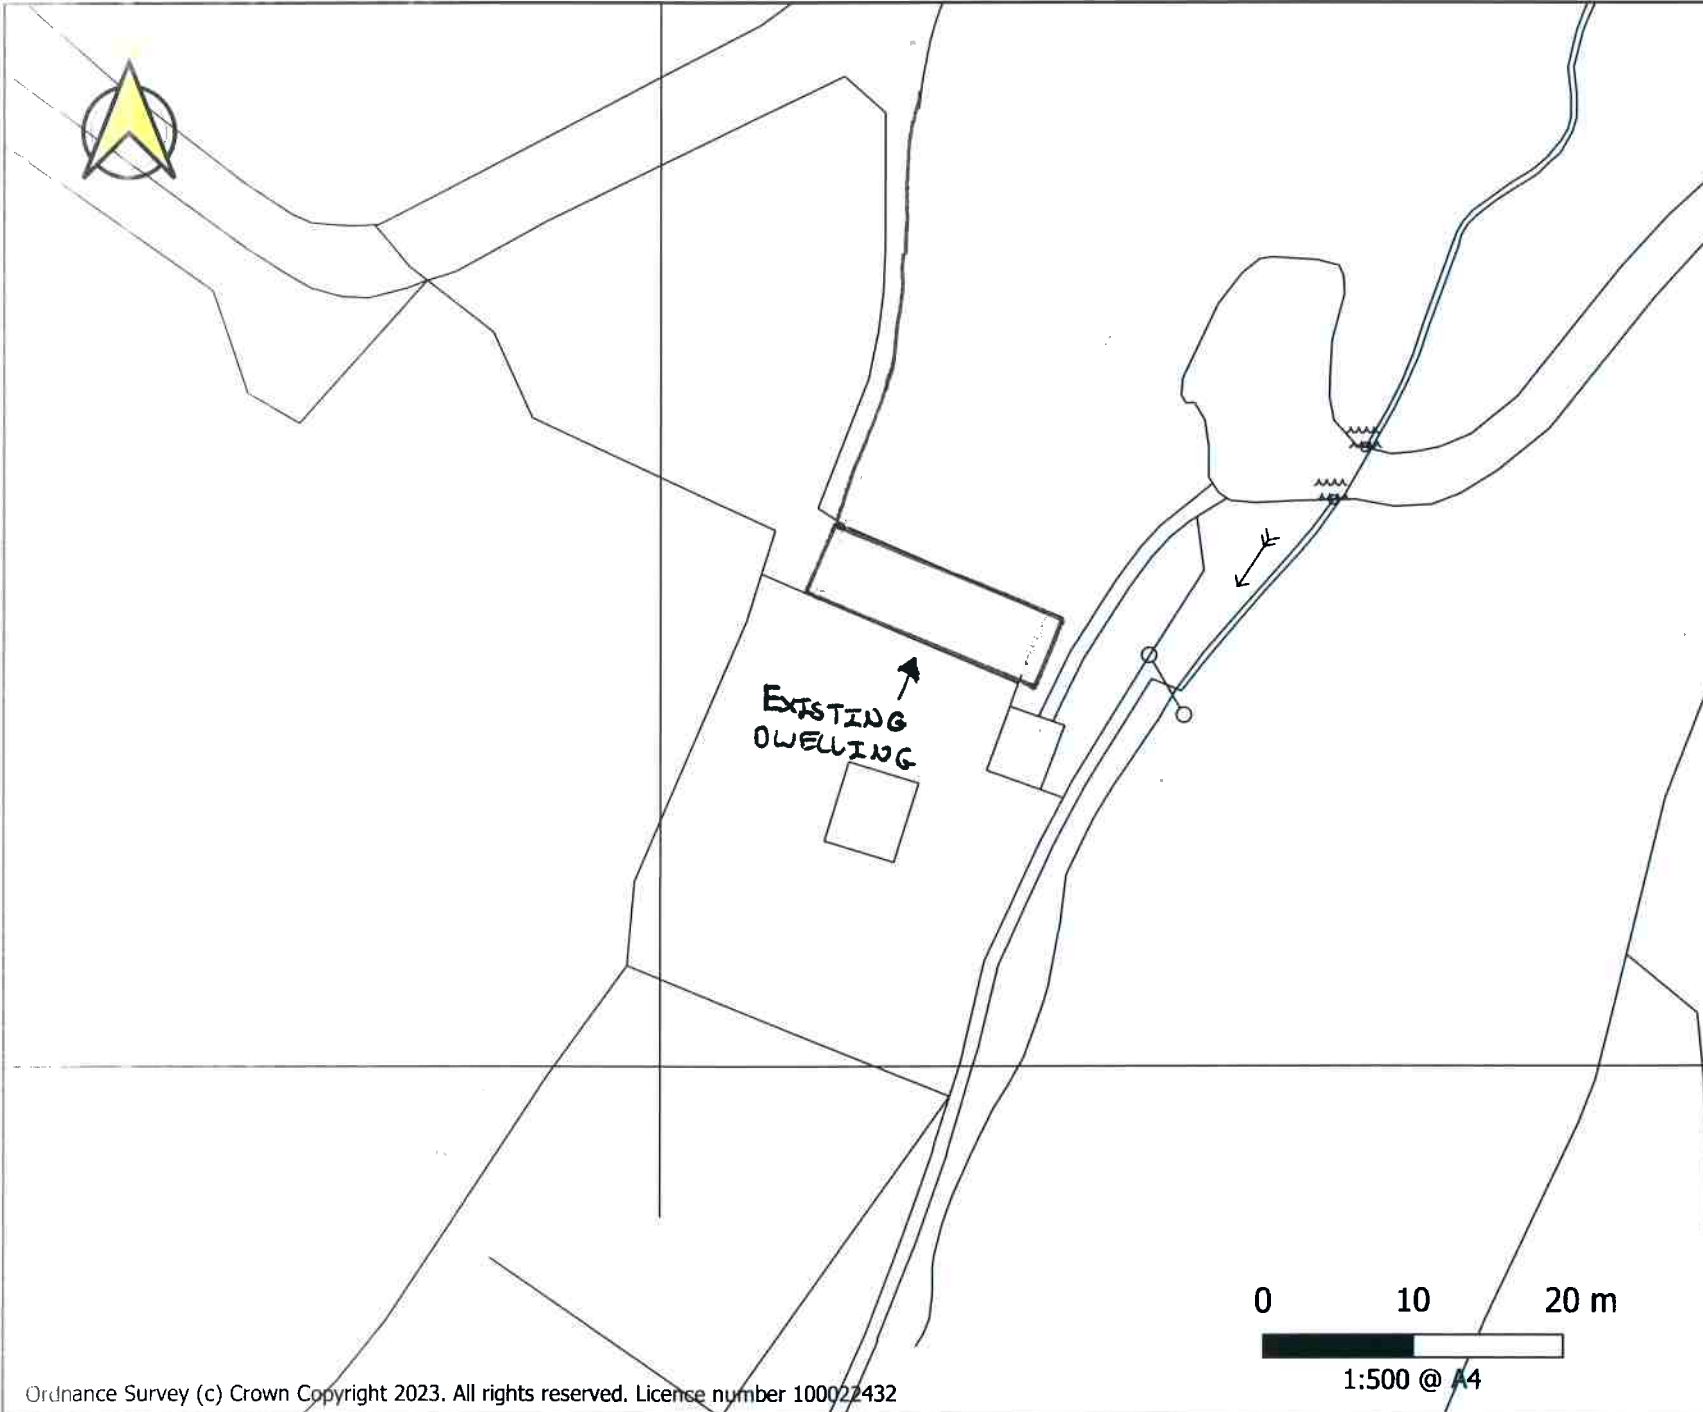 EXISTING
DWELLING
0 10 20 m
1:500 @ A4
Ordnance Survey (c) Crown Copyright 2023. All rights reserved. Licence number 100022432